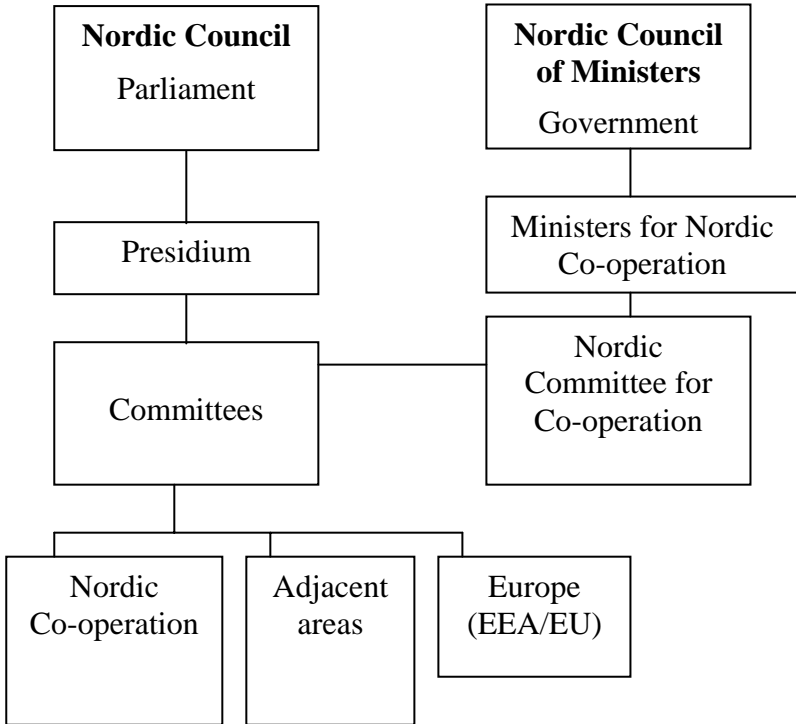 Nordic Council
Parliament
Nordic Council
of Ministers
Government
Presidium
Ministers for Nordic
Co-operation
Committees
Nordic
Committee for
Co-operation
Nordic
Co-operation
Adjacent
areas
Europe
(EEA/EU)